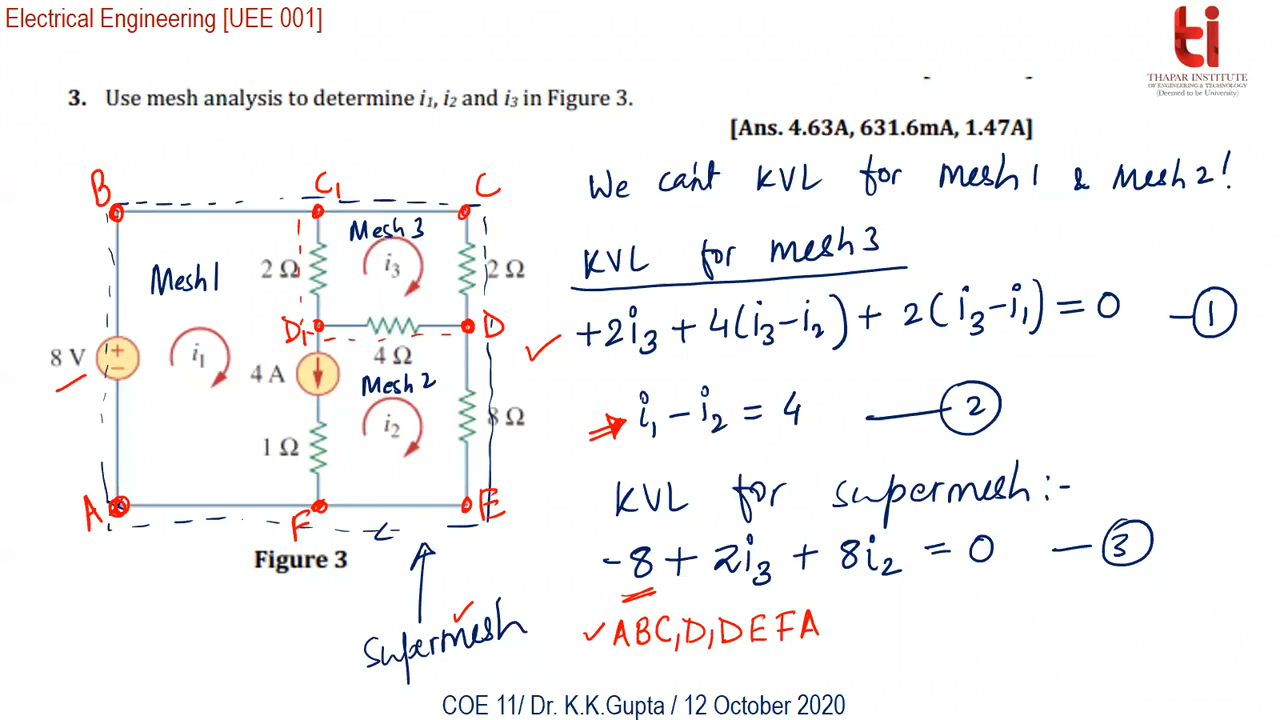 Electrical Engineering [UEE 001]
ti
THAPAR INSTITUTE
OF ENGINEERING & TECHNOLOGY
(Deemed to be University)
3. Use mesh analysis to determine i1, i2 and i3 in Figure 3.
[Ans. 4.63A, 631.6mA, 1.47A]
We can't KVL for Mesh 1 & Mesh 2!
B
C1
C
Mesh 3
Mesh 1
2 Ω
i3
2 Ω
KVL for mesh 3
+2i3 + 4(i3-i2) + 2(i3-i1) = 0 -①
D1
D
4 Ω
8 V
+
–
i1
4 A
Mesh 2
i1 - i2 = 4 — ②
i2
8 Ω
1 Ω
KVL for supermesh:-
A
F
E
-8 + 2i3 + 8i2 = 0 — ③
Figure 3
Supermesh
✓ABC1D1DEFA
COE 11/ Dr. K.K.Gupta / 12 October 2020